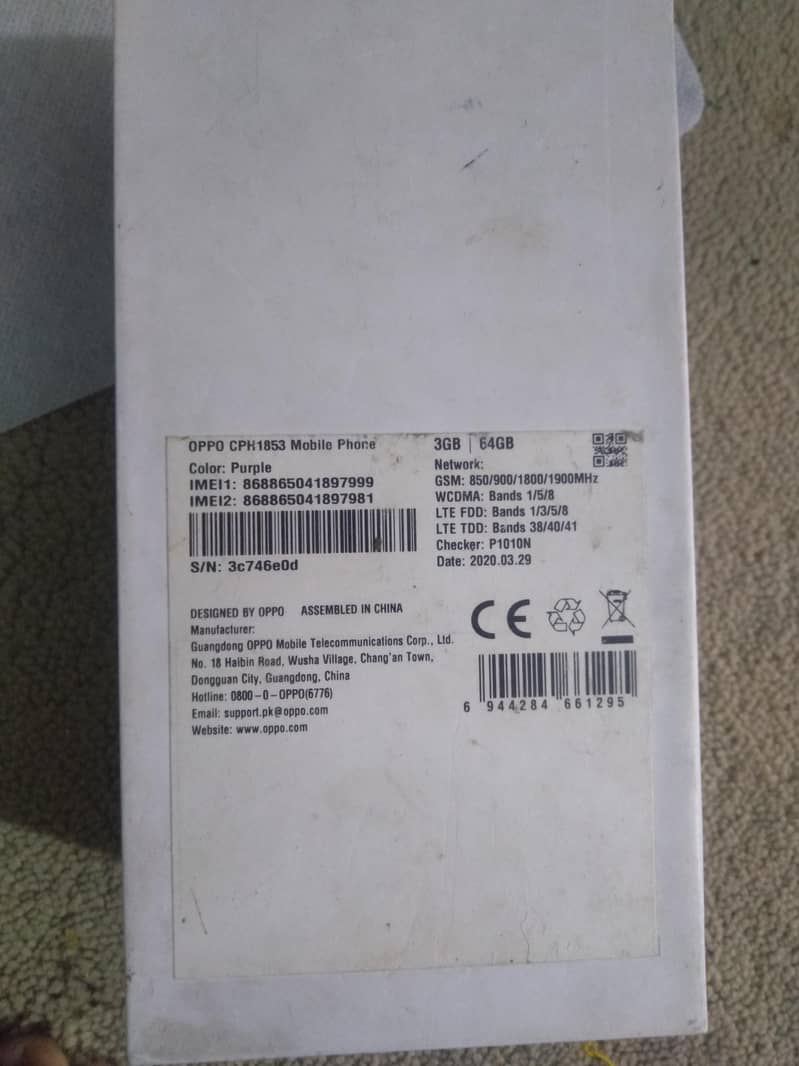 OPPO CPH1853 Mobile Phone
Color: Purple
IMEI1: 868865041897999
IMEI2: 868865041897981
S/N: 3c746e0d
3GB | 64GB
Network:
GSM: 850/900/1800/1900MHz
WCDMA: Bands 1/5/8
LTE FDD: Bands 1/3/5/8
LTE TDD: Bands 38/40/41
Checker: P1010N
Date: 2020.03.29
DESIGNED BY OPPO ASSEMBLED IN CHINA
Manufacturer:
Guangdong OPPO Mobile Telecommunications Corp., Ltd.
No. 18 Haibin Road, Wusha Village, Chang'an Town,
Dongguan City, Guangdong, China
Hotline: 0800-0-OPPO(6776)
Email: support.pk@oppo.com
Website: www.oppo.com
CE
6 944284 661295